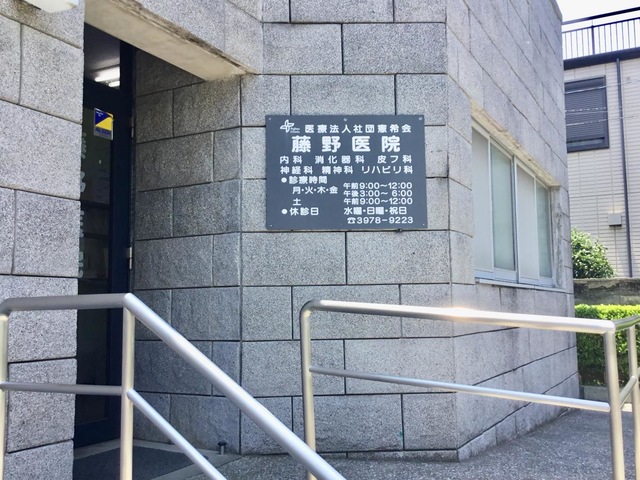 医療法人社団憲希会
藤野医院
内科 消化器科 皮フ科
神経科 精神科 リハビリ科
●診療時間
月・火・木・金 午前9:00~12:00
午後3:00~6:00
土 午前9:00~12:00
●休診日 水曜・日曜・祝日
☎3978-9223